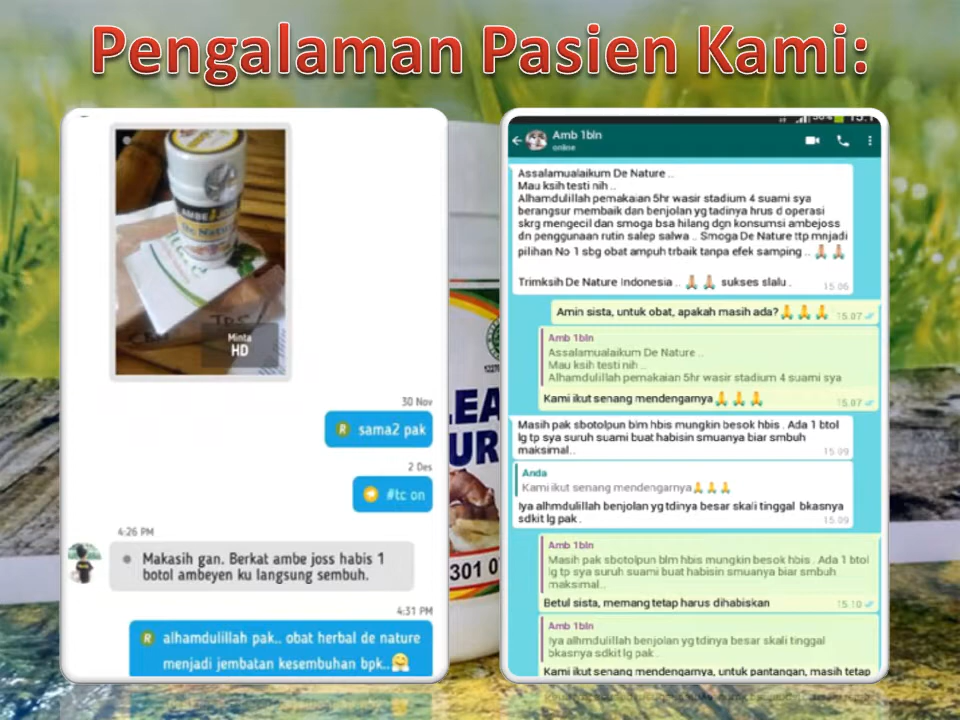 Pengalaman Pasien Kami:
AMBE JOSS
De Nature
Minta
HD
30 Nov
R sama2 pak
2 Des
#tc on
4:26 PM
Makasih gan. Berkat ambe joss habis 1
botol ambeyen ku langsung sembuh.
4:31 PM
R alhamdulillah pak.. obat herbal de nature
menjadi jembatan kesembuhan bpk..🤗
LEA
UR
301 0
Amb 1bln
online
Assalamualaikum De Nature ..
Mau ksih testi nih ..
Alhamdulillah pemakaian 5hr wasir stadium 4 suami sya
berangsur membaik dan benjolan yg tadinya hrus d operasi
skrg mengecil dan smoga bsa hilang dgn konsumsi ambejoss
dn penggunaan rutin salep salwa .. Smoga De Nature ttp mnjadi
pilihan No 1 sbg obat ampuh trbaik tanpa efek samping .. 🙏 🙏
Trimksih De Nature Indonesia .. 🙏 🙏 sukses slalu .
15.06
Amin sista, untuk obat, apakah masih ada?🙏 🙏 🙏 15.07
Amb 1bln
Assalamualaikum De Nature ..
Mau ksih testi nih ..
Alhamdulillah pemakaian 5hr wasir stadium 4 suami sya
Kami ikut senang mendengarnya🙏 🙏 🙏 15.07
Masih pak sbotolpun blm hbis mungkin besok hbis . Ada 1 btol
lg tp sya suruh suami buat habisin smuanya biar smbuh
maksimal.. 15.09
Anda
Kami ikut senang mendengarnya🙏🙏🙏
Iya alhmdulillah benjolan yg tdinya besar skali tinggal bkasnya
sdkit lg pak . 15.09
Amb 1bln
Masih pak sbotolpun blm hbis mungkin besok hbis . Ada 1 btol
lg tp sya suruh suami buat habisin smuanya biar smbuh
maksimal..
Betul sista, memang tetap harus dihabiskan 15.10
Amb 1bln
Iya alhmdulillah benjolan yg tdinya besar skali tinggal
bkasnya sdkit lg pak .
Kami ikut senang mendengarnya, untuk pantangan, masih tetap